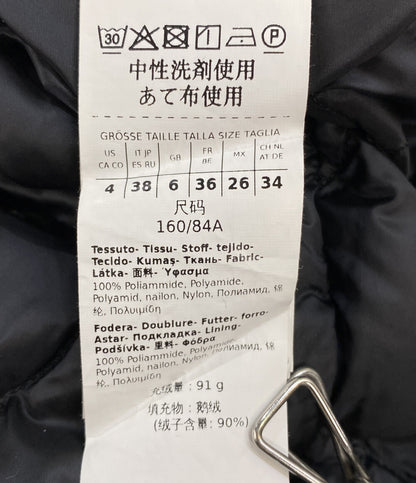 30
P
中性洗剤使用
あて布使用
GRÖSSE TAILLE TALLA SIZE TAGLIA
US CA CO IT JP ES RU GB FR BE MX CH NL AT DE
4 38 6 36 26 34
尺码
160/84A
Tessuto- Tissu- Stoff- tejido-
Tecido- Kumaş- Ткань- Fabric-
Látka- 面料- Ύφασμα
100% Poliammide, Polyamide,
Polyamid, nailon, Nylon, Полиамид, 锦
纶, Πολυμίδη
Fodera- Doublure- Futter- forro-
Astar- Подкладка- Lining-
Podšívka- 里料- Φόδρα
100% Poliammide, Polyamide,
Polyamid, nailon, Nylon, Полиамид, 锦
纶, Πολυμίδη
充绒量: 91 g
填充物: 鹅绒
(绒子含量: 90%)